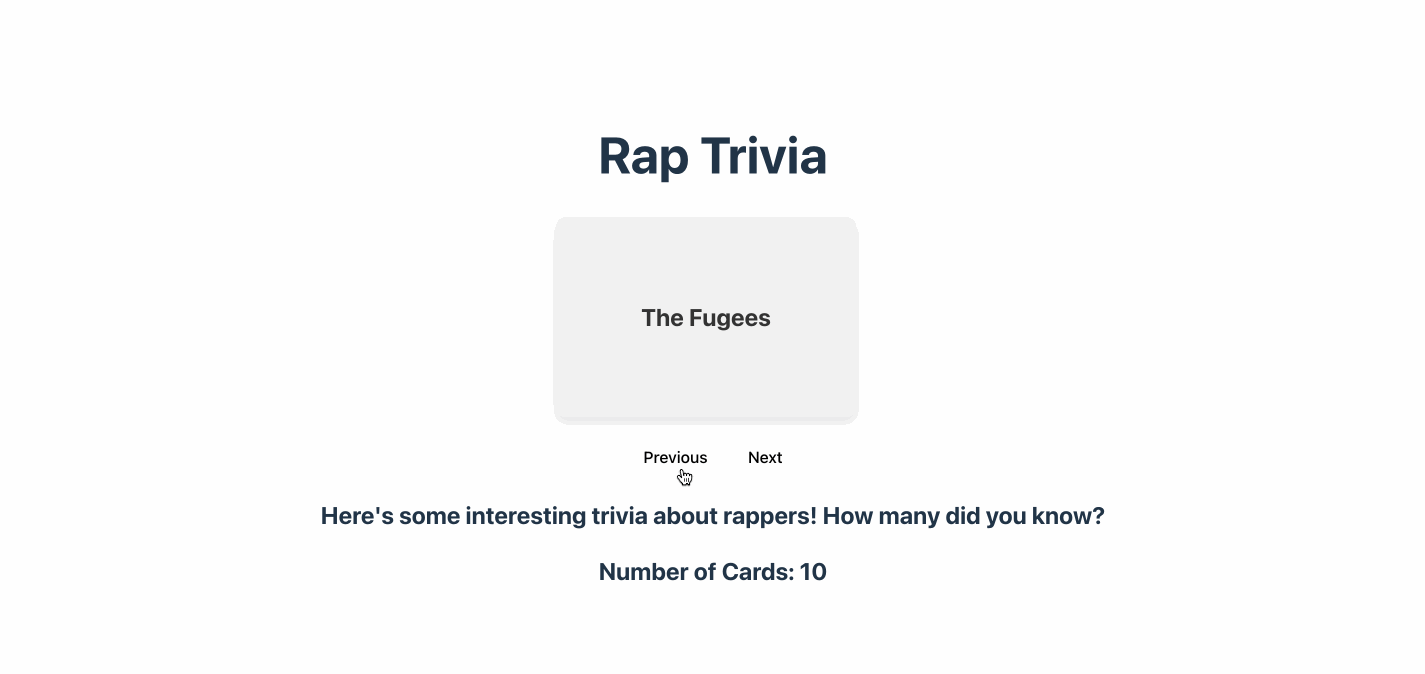 Rap Trivia
The Fugees
Previous Next
Here's some interesting trivia about rappers! How many did you know?
Number of Cards: 10